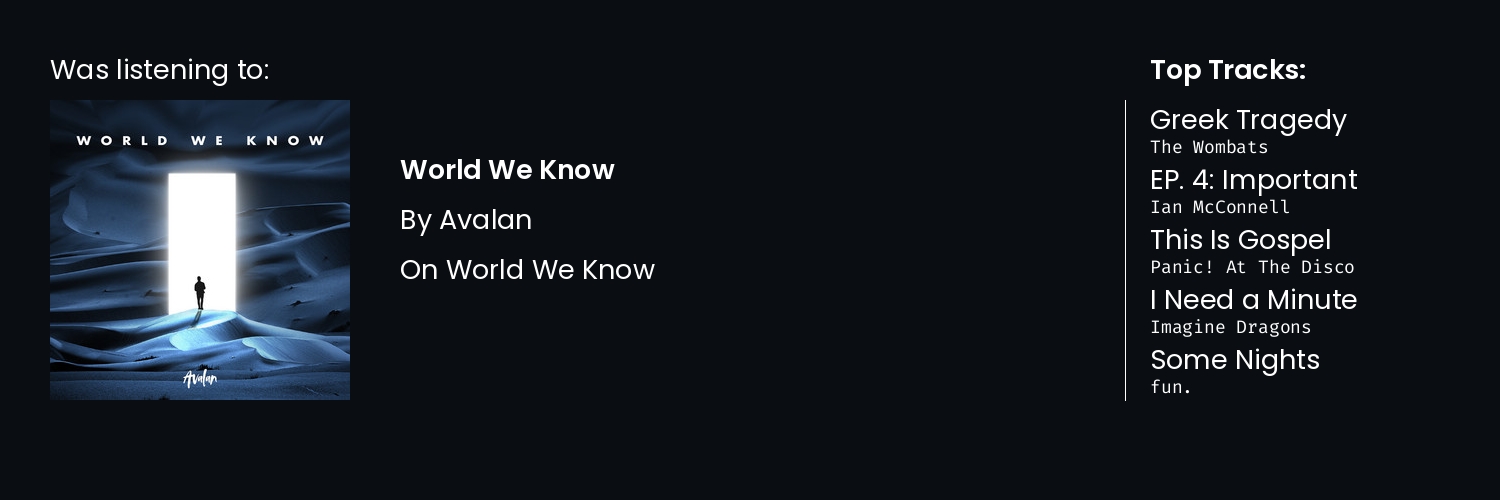 Was listening to:
WORLD WE KNOW
Avalan
World We Know
By Avalan
On World We Know
Top Tracks:
Greek Tragedy
The Wombats
EP. 4: Important
Ian McConnell
This Is Gospel
Panic! At The Disco
I Need a Minute
Imagine Dragons
Some Nights
fun.